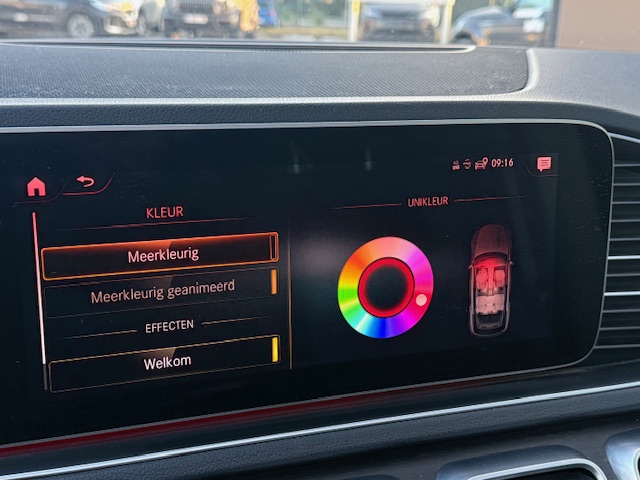 09:16
KLEUR
UNIKLEUR
Meerkleurig
Meerkleurig geanimeerd
EFFECTEN
Welkom